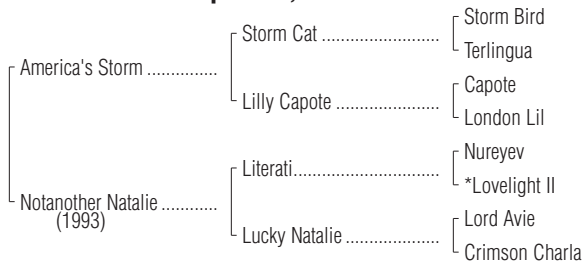 Storm Bird
Storm Cat ........................
Terlingua
America's Storm ..............
Capote
Lilly Capote .....................
London Lil
Nureyev
Literati..............................
*Lovelight II
Notanother Natalie ...........
(1993)
Lord Avie
Lucky Natalie ...................
Crimson Charla